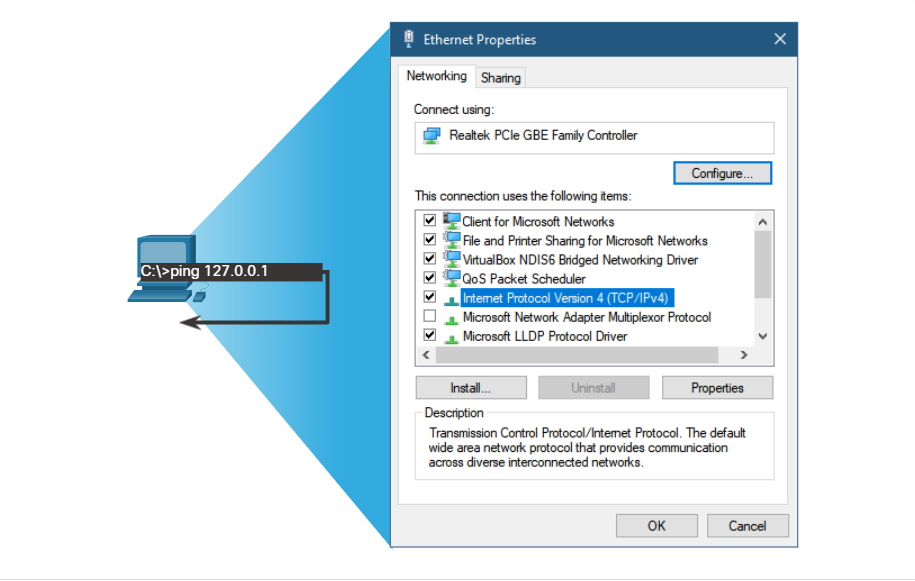 Ethernet Properties
Networking
Sharing
Connect using:
Realtek PCIe GBE Family Controller
Configure...
This connection uses the following items:
Client for Microsoft Networks
File and Printer Sharing for Microsoft Networks
VirtualBox NDIS6 Bridged Networking Driver
QoS Packet Scheduler
Internet Protocol Version 4 (TCP/IPv4)
Microsoft Network Adapter Multiplexor Protocol
Microsoft LLDP Protocol Driver
Install...
Uninstall
Properties
Description
Transmission Control Protocol/Internet Protocol. The default
wide area network protocol that provides communication
across diverse interconnected networks.
OK
Cancel
C:\>ping 127.0.0.1